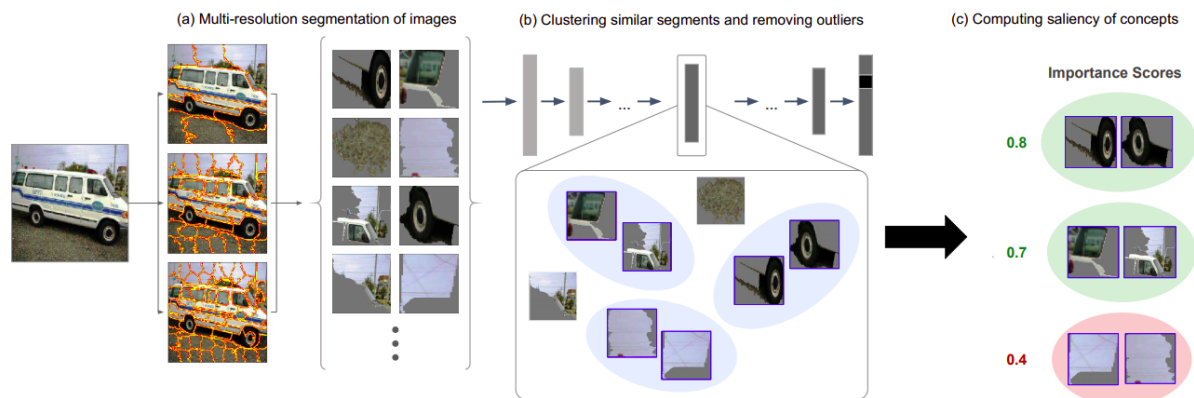 (a) Multi-resolution segmentation of images
(b) Clustering similar segments and removing outliers
(c) Computing saliency of concepts
Importance Scores
...
...
0.8
0.7
0.4